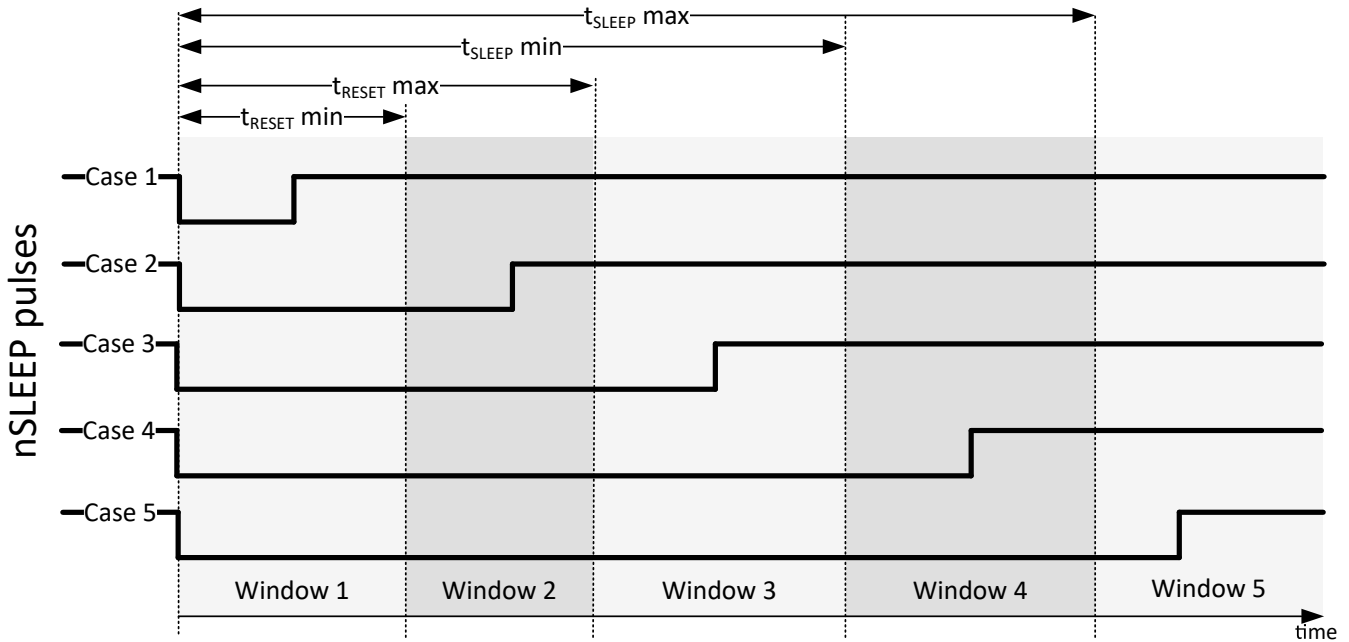 tSLEEP max
tSLEEP min
tRESET max
tRESET min
nSLEEP pulses
Case 1
Case 2
Case 3
Case 4
Case 5
Window 1 Window 2 Window 3 Window 4 Window 5
time